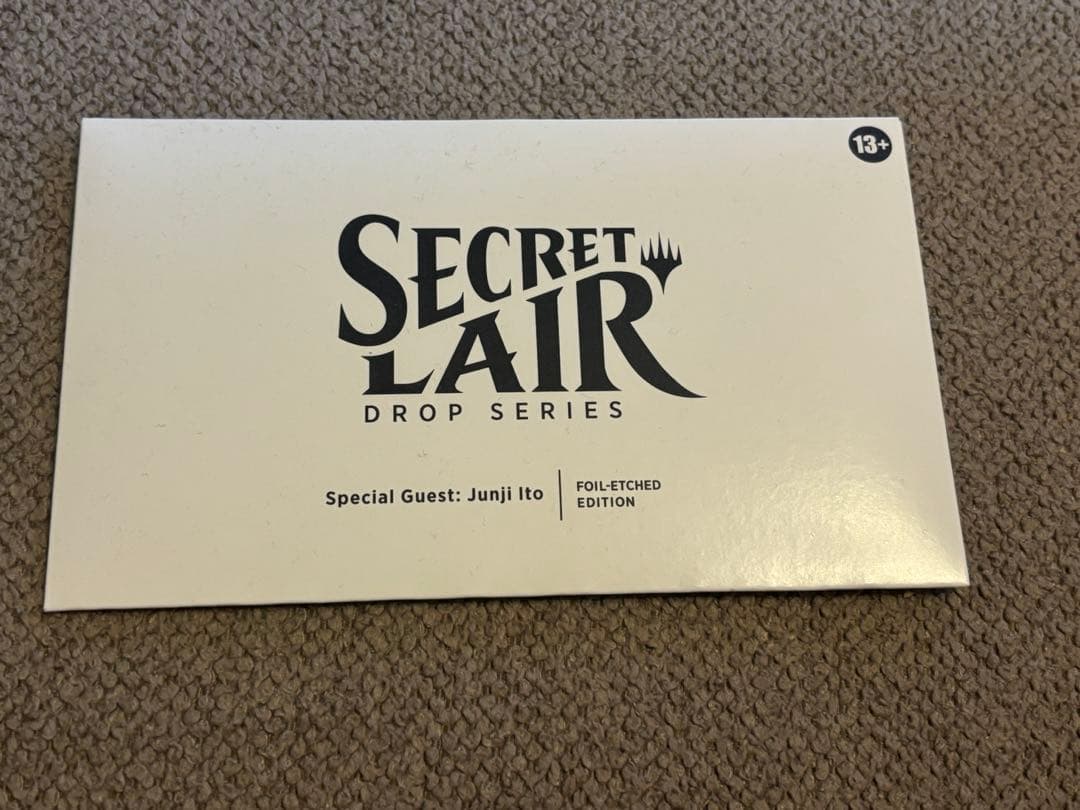 13+
SECRET
LAIR
DROP SERIES
Special Guest: Junji Ito
FOIL-ETCHED
EDITION